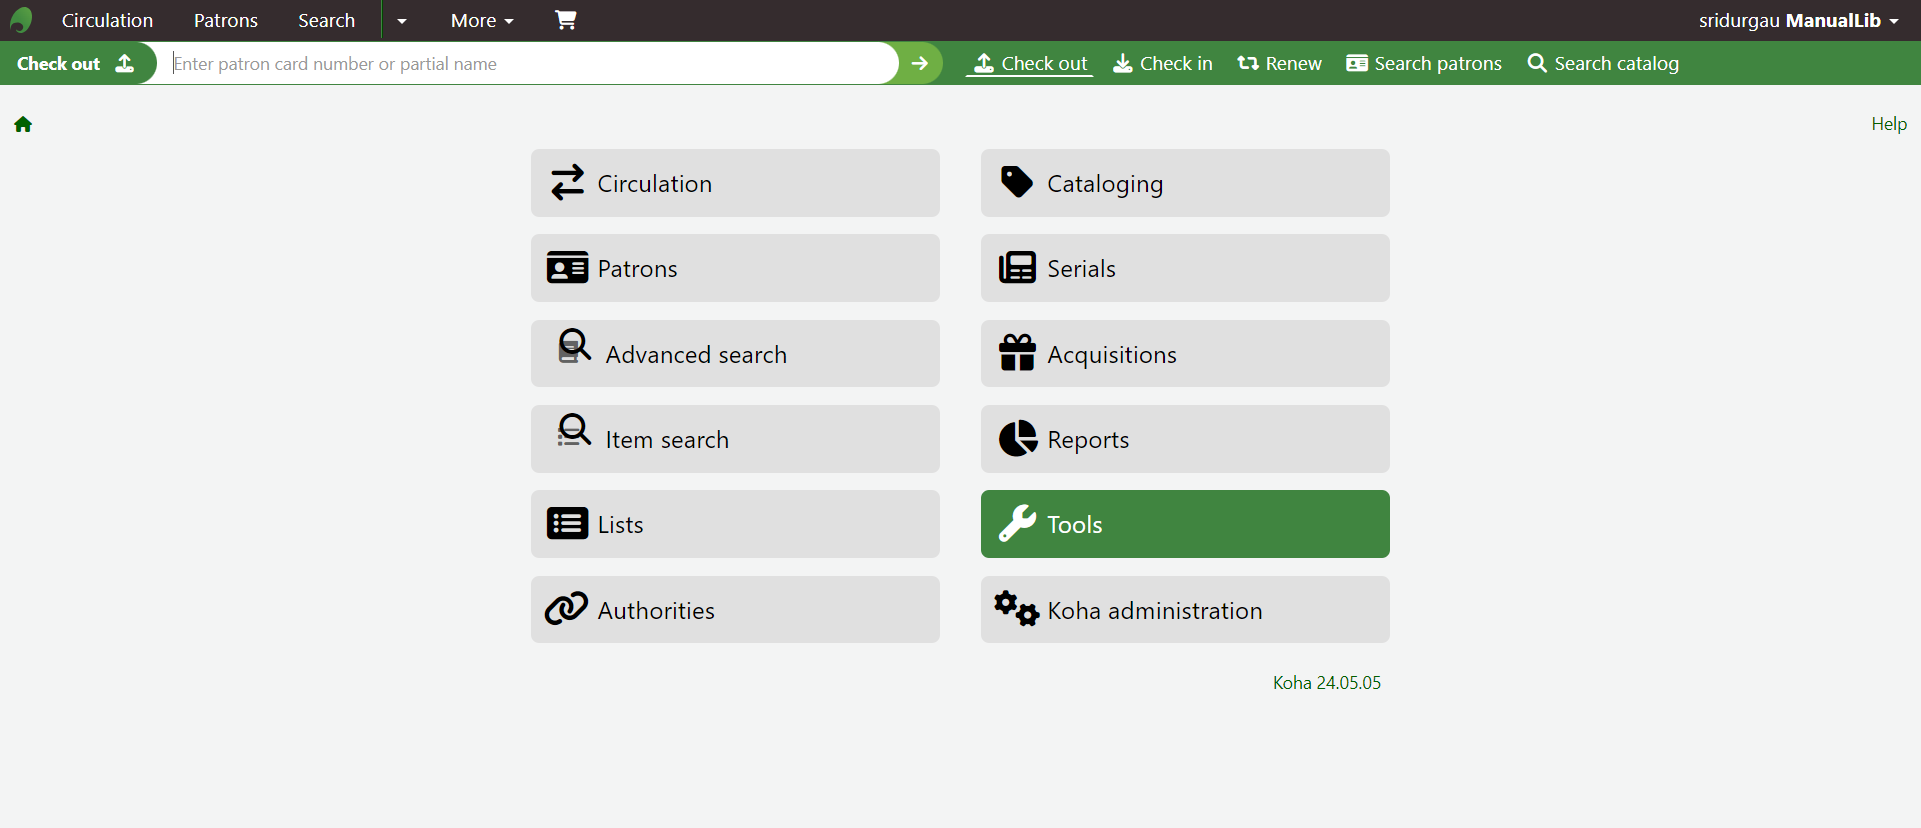 Circulation Patrons Search More sridurgau ManualLib
Check out Enter patron card number or partial name Check out Check in Renew Search patrons Search catalog
Help
Circulation Cataloging
Patrons Serials
Advanced search Acquisitions
Item search Reports
Lists Tools
Authorities Koha administration
Koha 24.05.05